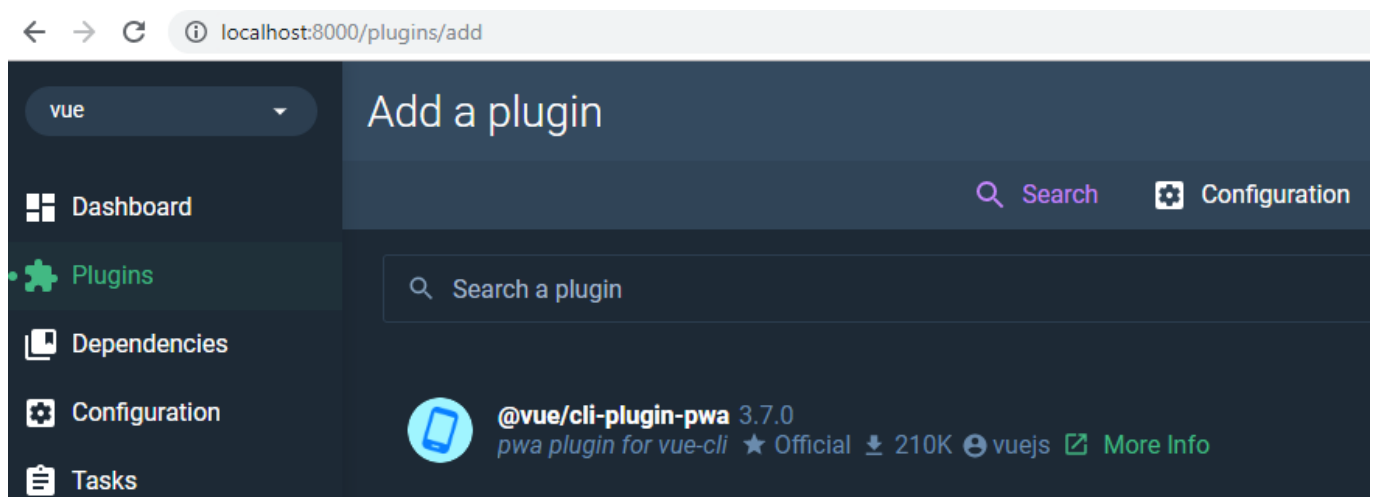 localhost:8000/plugins/add
vue
Add a plugin
Search Configuration
Dashboard
Plugins
Search a plugin
Dependencies
Configuration
@vue/cli-plugin-pwa 3.7.0
pwa plugin for vue-cli Official 210K vuejs More Info
Tasks